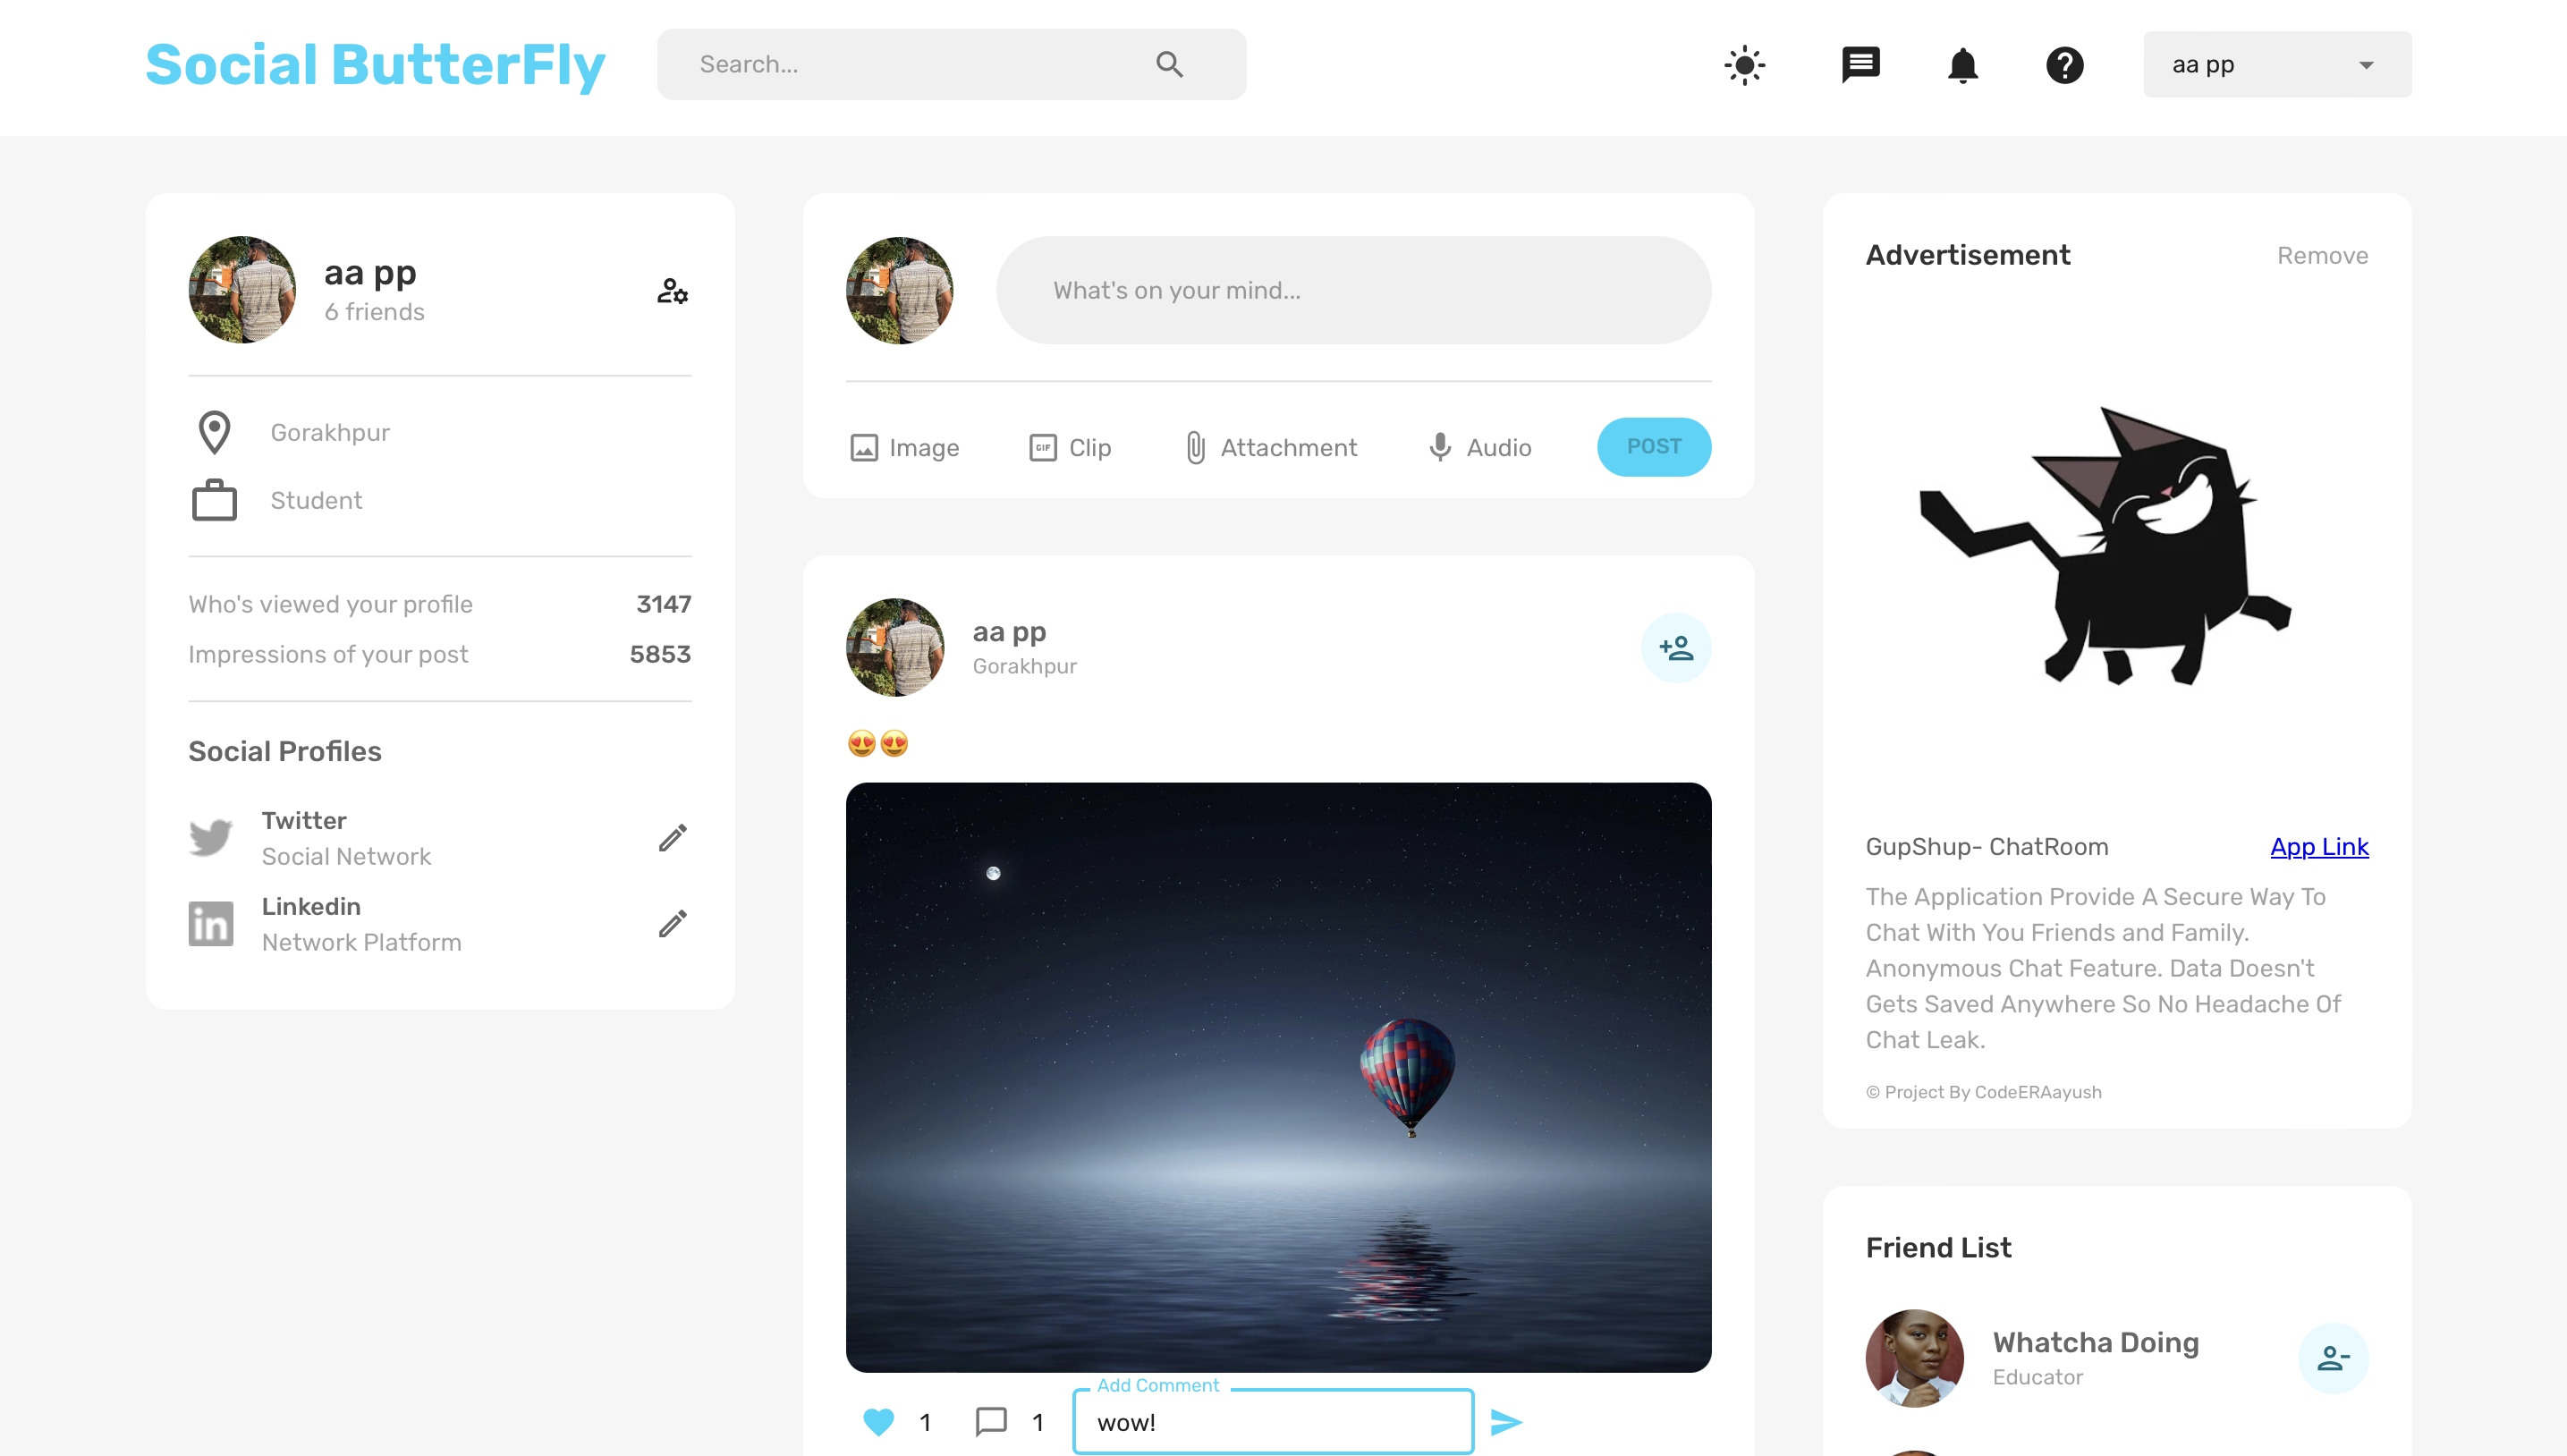 Social ButterFly
Search...
aa pp
aa pp
6 friends
Gorakhpur
Student
Who's viewed your profile 3147
Impressions of your post 5853
Social Profiles
Twitter
Social Network
in
Linkedin
Network Platform
What's on your mind...
Image
GIF
Clip
Attachment
Audio
POST
aa pp
Gorakhpur
😍😍
1
1
Add Comment
wow!
Advertisement
Remove
GupShup- ChatRoom
App Link
The Application Provide A Secure Way To
Chat With You Friends and Family.
Anonymous Chat Feature. Data Doesn't
Gets Saved Anywhere So No Headache Of
Chat Leak.
© Project By CodeERAayush
Friend List
Whatcha Doing
Educator